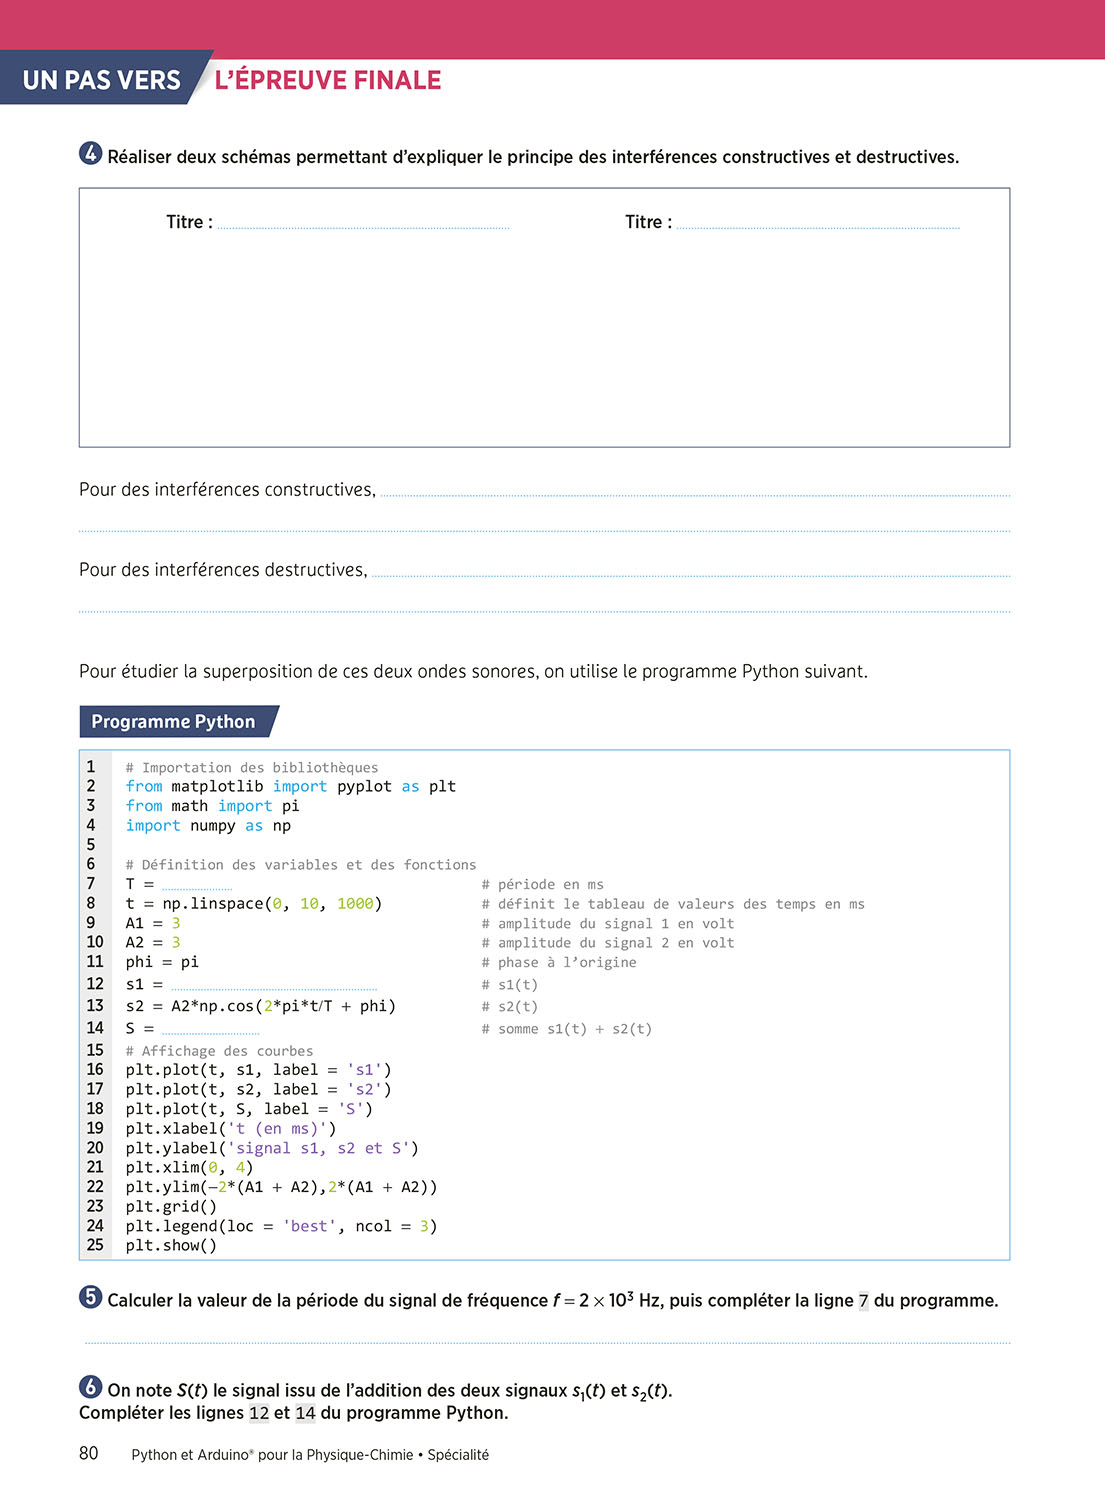 UN PAS VERS L'ÉPREUVE FINALE
4 Réaliser deux schémas permettant d'expliquer le principe des interférences constructives et destructives.
Titre : Titre :
Pour des interférences constructives,
Pour des interférences destructives,
Pour étudier la superposition de ces deux ondes sonores, on utilise le programme Python suivant.
Programme Python
1 # Importation des bibliothèques
2 from matplotlib import pyplot as plt
3 from math import pi
4 import numpy as np
5
6 # Définition des variables et des fonctions
7 T = # période en ms
8 t = np.linspace(0, 10, 1000) # définit le tableau de valeurs des temps en ms
9 A1 = 3 # amplitude du signal 1 en volt
10 A2 = 3 # amplitude du signal 2 en volt
11 phi = pi # phase à l'origine
12 s1 = # s1(t)
13 s2 = A2*np.cos(2*pi*t/T + phi) # s2(t)
14 S = # somme s1(t) + s2(t)
15 # Affichage des courbes
16 plt.plot(t, s1, label = 's1')
17 plt.plot(t, s2, label = 's2')
18 plt.plot(t, S, label = 'S')
19 plt.xlabel('t (en ms)')
20 plt.ylabel('signal s1, s2 et S')
21 plt.xlim(0, 4)
22 plt.ylim(–2*(A1 + A2),2*(A1 + A2))
23 plt.grid()
24 plt.legend(loc = 'best', ncol = 3)
25 plt.show()
5 Calculer la valeur de la période du signal de fréquence f = 2 × 10³ Hz, puis compléter la ligne 7 du programme.
6 On note S(t) le signal issu de l'addition des deux signaux s₁(t) et s₂(t).
Compléter les lignes 12 et 14 du programme Python.
80 Python et Arduino® pour la Physique-Chimie • Spécialité